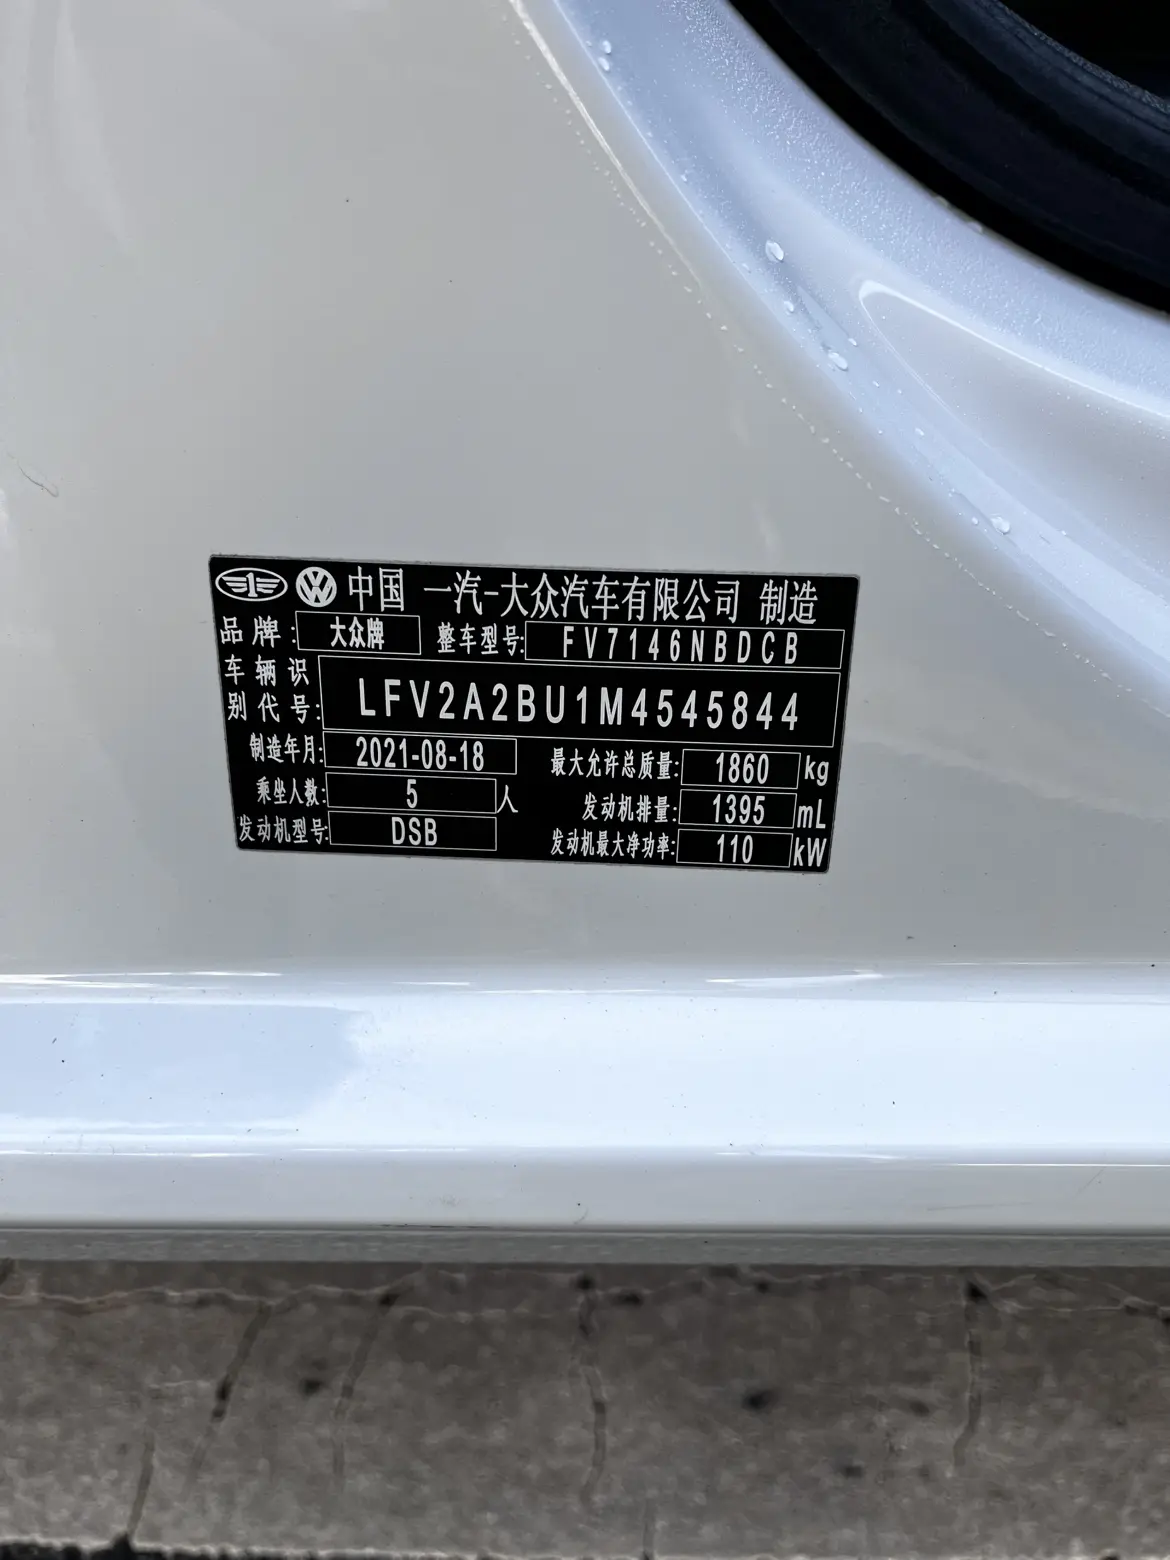 中国 一汽-大众汽车有限公司 制造
品牌: 大众牌 整车型号: FV7146NBDCB
车辆识别代号: LFV2A2BU1M4545844
制造年月: 2021-08-18 最大允许总质量: 1860 kg
乘坐人数: 5 人 发动机排量: 1395 mL
发动机型号: DSB 发动机最大净功率: 110 kW